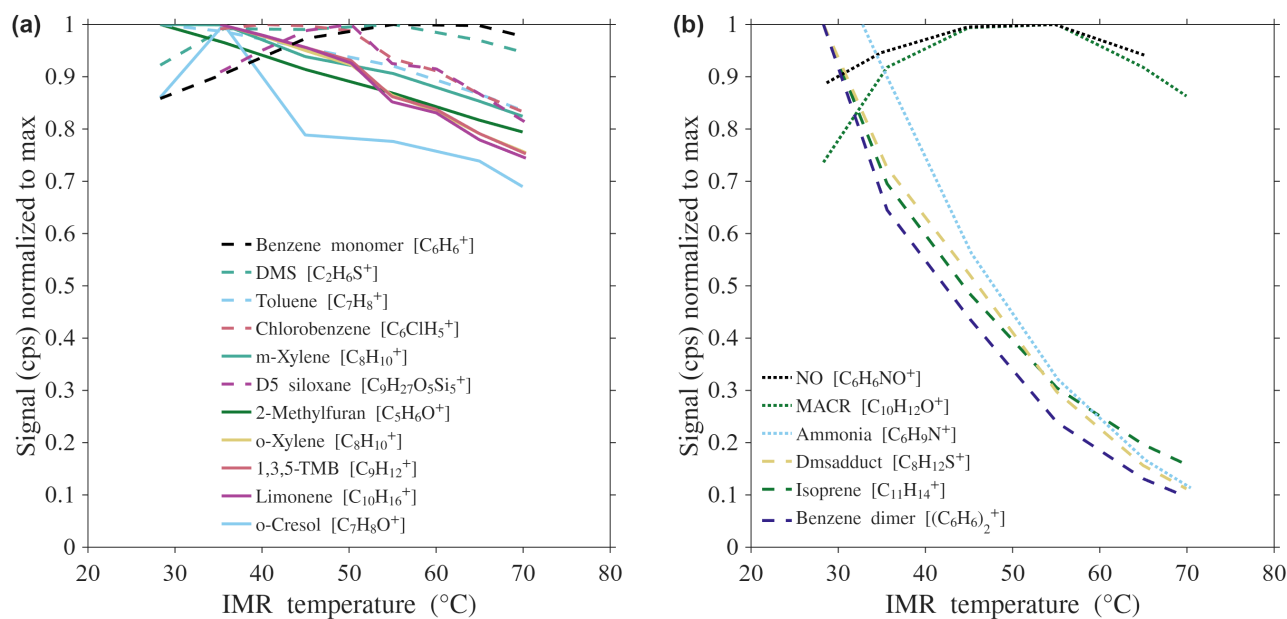 (a)
Signal (cps) normalized to max
1
0.9
0.8
0.7
0.6
0.5
0.4
0.3
0.2
0.1
0
Benzene monomer [C6H6+]
DMS [C2H6S+]
Toluene [C7H8+]
Chlorobenzene [C6ClH5+]
m-Xylene [C8H10+]
D5 siloxane [C9H27O5Si5+]
2-Methylfuran [C5H6O+]
o-Xylene [C8H10+]
1,3,5-TMB [C9H12+]
Limonene [C10H16+]
o-Cresol [C7H8O+]
20 30 40 50 60 70 80
IMR temperature (°C)
(b)
Signal (cps) normalized to max
1
0.9
0.8
0.7
0.6
0.5
0.4
0.3
0.2
0.1
0
NO [C6H6NO+]
MACR [C10H12O+]
Ammonia [C6H9N+]
Dmsadduct [C8H12S+]
Isoprene [C11H14+]
Benzene dimer [(C6H6)2+]
20 30 40 50 60 70 80
IMR temperature (°C)